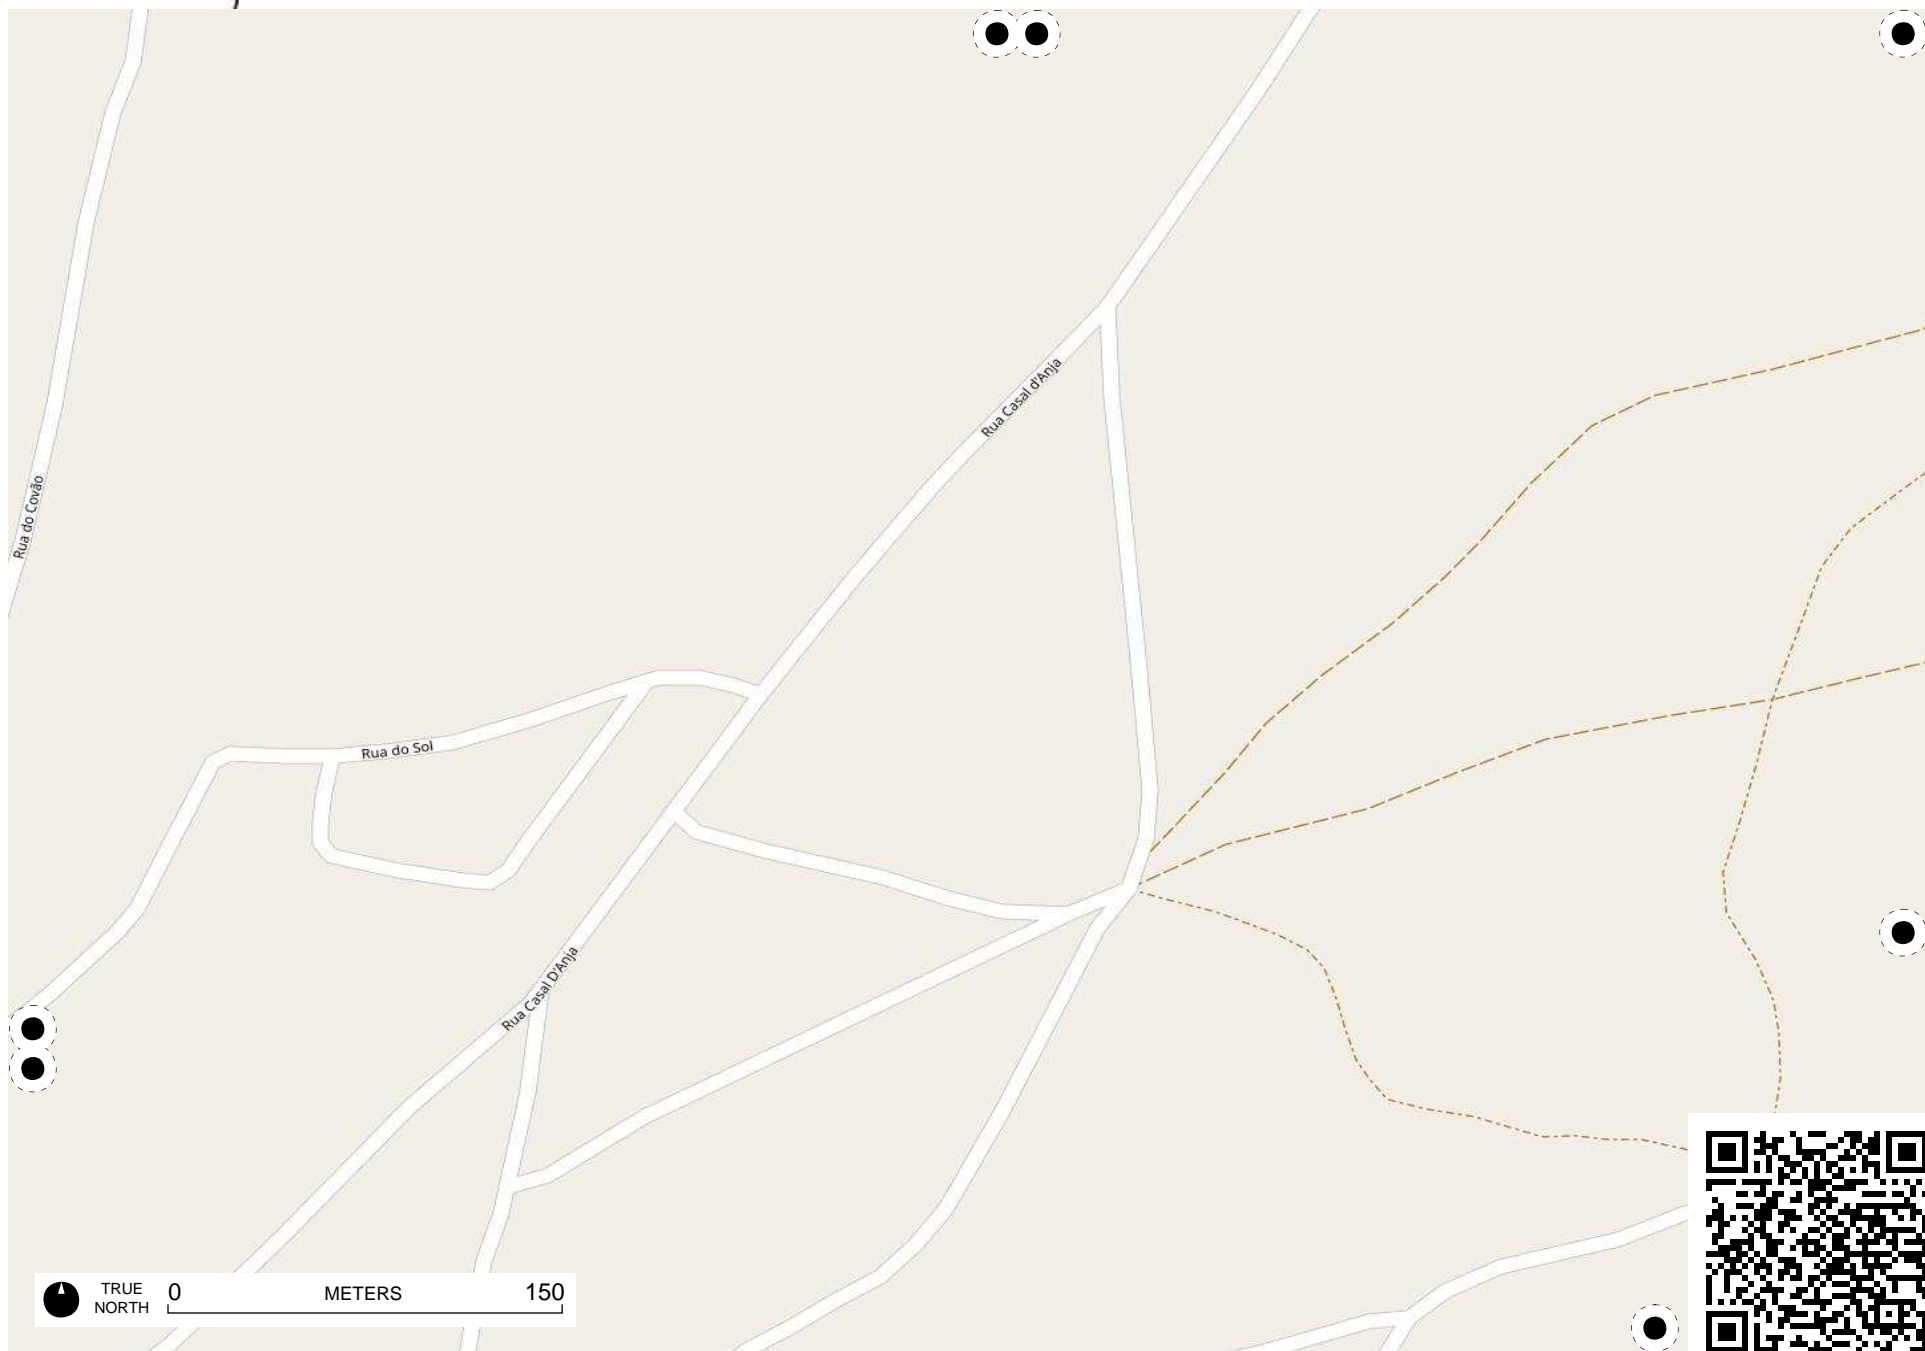 Rua Casal d'Anja
Rua do Covão
Rua do Sol
Rua Casal D'Anja
TRUE
NORTH
0 METERS 150